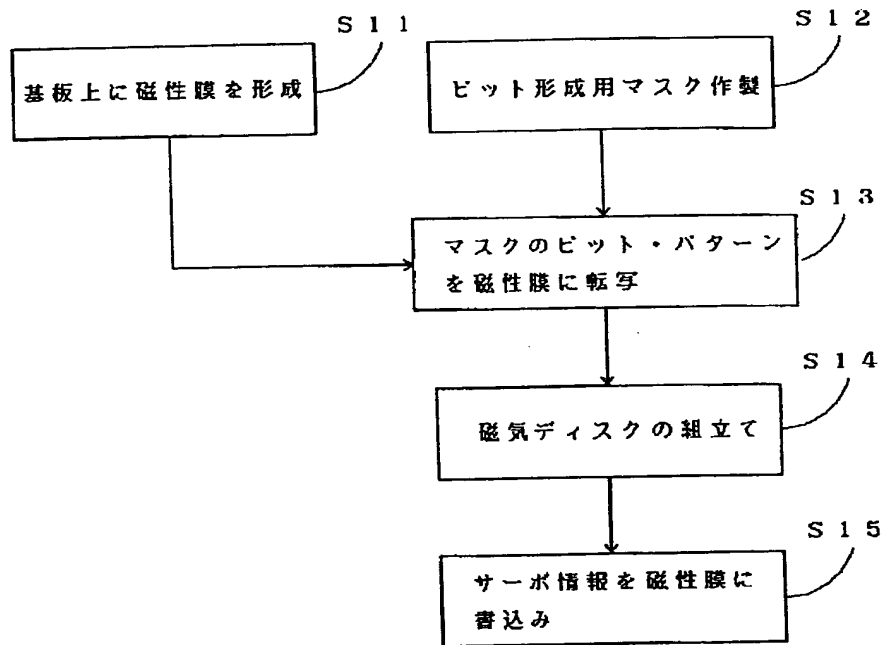 S11
基板上に磁性膜を形成
S12
ピット形成用マスク作製
S13
マスクのピット・パターン
を磁性膜に転写
S14
磁気ディスクの組立て
S15
サーボ情報を磁性膜に
書込み